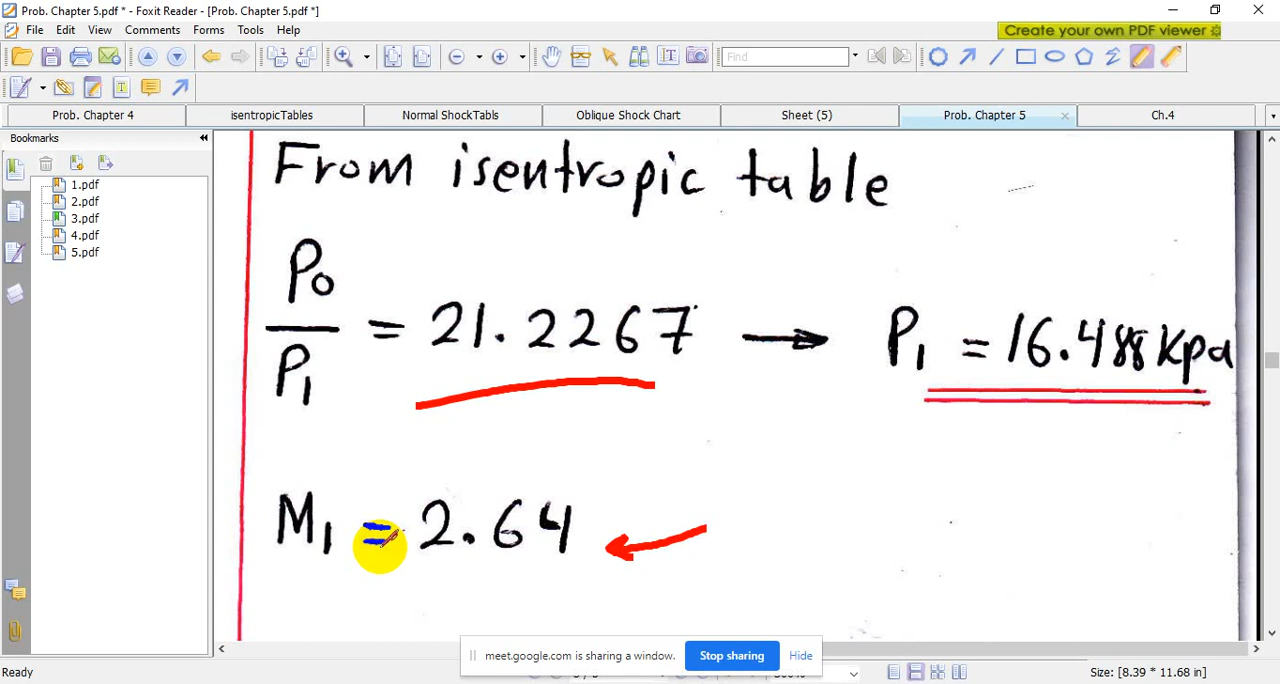 Prob. Chapter 5.pdf * - Foxit Reader - [Prob. Chapter 5.pdf *]
File Edit View Comments Forms Tools Help
Create your own PDF viewer
Find
Prob. Chapter 4 isentropicTables Normal ShockTabls Oblique Shock Chart Sheet (5) Prob. Chapter 5 Ch.4
Bookmarks
1.pdf
2.pdf
3.pdf
4.pdf
5.pdf
From isentropic table
P0/P1 = 21.2267 → P1 = 16.488 Kpa
M1 = 2.64
meet.google.com is sharing a window. Stop sharing Hide
Ready Size: [8.39 * 11.68 in]